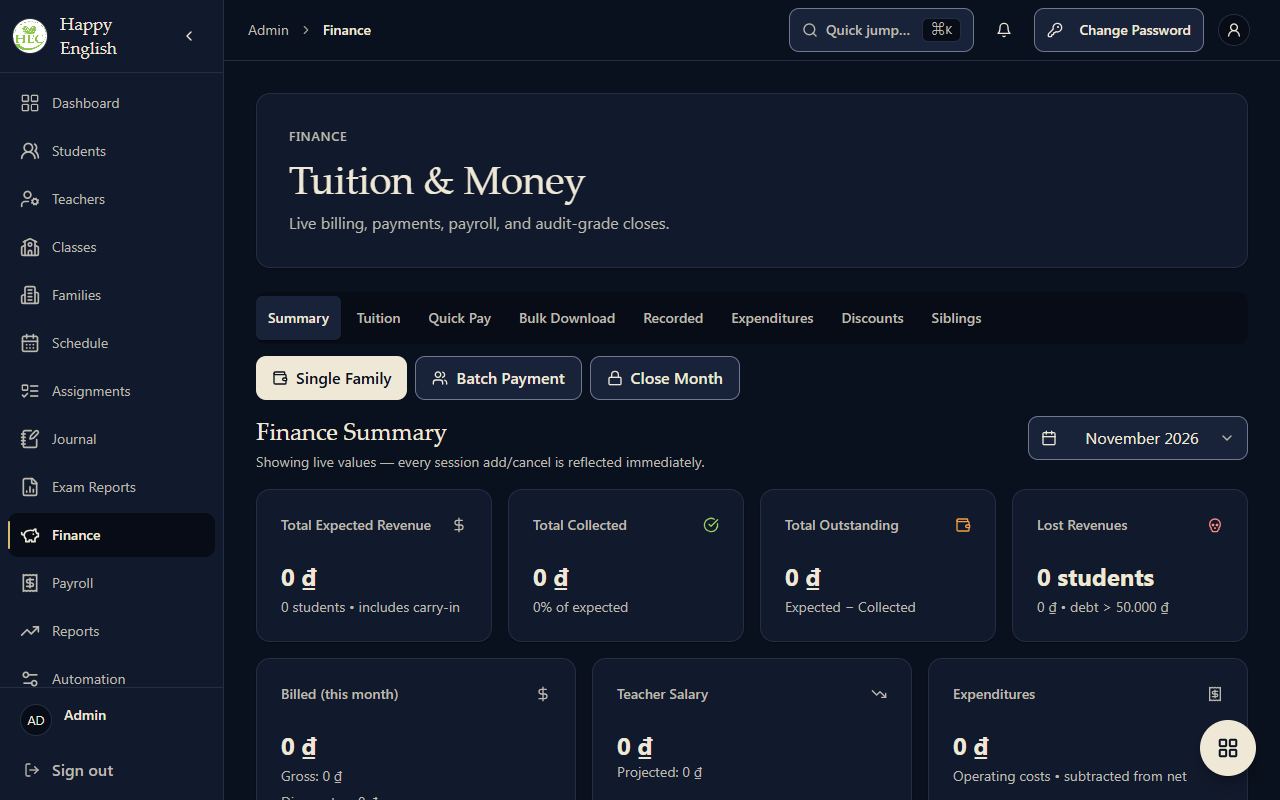 HEC
Happy
English
Admin
Finance
Quick jump...
⌘K
Change Password
Dashboard
Students
Teachers
Classes
Families
Schedule
Assignments
Journal
Exam Reports
Finance
Payroll
Reports
Automation
AD
Admin
Sign out
FINANCE
Tuition & Money
Live billing, payments, payroll, and audit-grade closes.
Summary
Tuition
Quick Pay
Bulk Download
Recorded
Expenditures
Discounts
Siblings
Single Family
Batch Payment
Close Month
Finance Summary
Showing live values — every session add/cancel is reflected immediately.
November 2026
Total Expected Revenue
0 ₫
0 students • includes carry-in
Total Collected
0 ₫
0% of expected
Total Outstanding
0 ₫
Expected − Collected
Lost Revenues
0 students
0 ₫ • debt > 50.000 ₫
Billed (this month)
0 ₫
Gross: 0 ₫
Teacher Salary
0 ₫
Projected: 0 ₫
Expenditures
0 ₫
Operating costs • subtracted from net